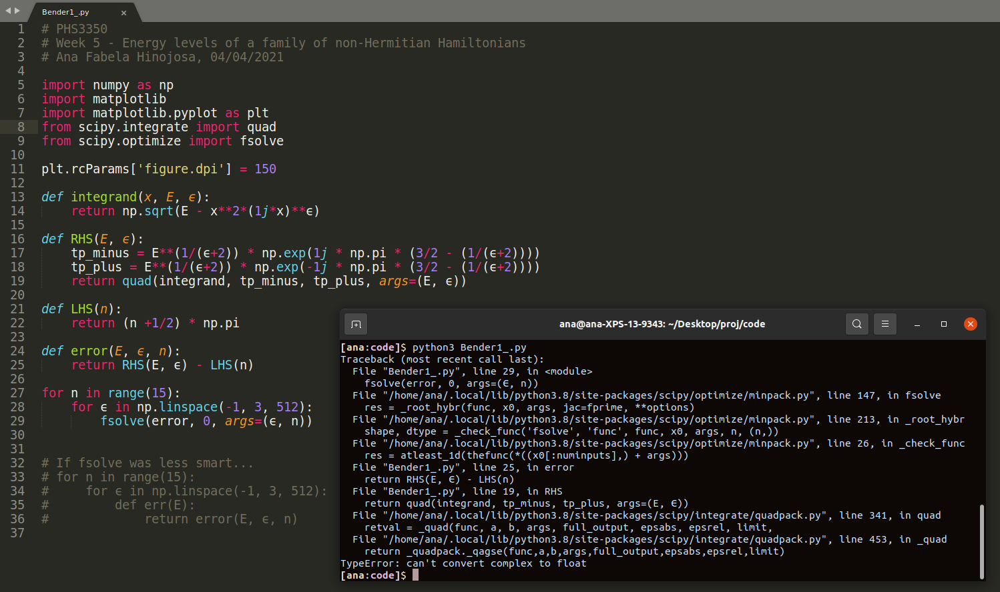 Bender1_.py ×
1 # PHS3350
2 # Week 5 - Energy levels of a family of non-Hermitian Hamiltonians
3 # Ana Fabela Hinojosa, 04/04/2021
4
5 import numpy as np
6 import matplotlib
7 import matplotlib.pyplot as plt
8 from scipy.integrate import quad
9 from scipy.optimize import fsolve
10
11 plt.rcParams['figure.dpi'] = 150
12
13 def integrand(x, E, ϵ):
14     return np.sqrt(E - x**2*(1j*x)**ϵ)
15
16 def RHS(E, ϵ):
17     tp_minus = E**(1/(ϵ+2)) * np.exp(1j * np.pi * (3/2 - (1/(ϵ+2))))
18     tp_plus = E**(1/(ϵ+2)) * np.exp(-1j * np.pi * (3/2 - (1/(ϵ+2))))
19     return quad(integrand, tp_minus, tp_plus, args=(E, ϵ))
20
21 def LHS(n):
22     return (n +1/2) * np.pi
23
24 def error(E, ϵ, n):
25     return RHS(E, ϵ) - LHS(n)
26
27 for n in range(15):
28     for ϵ in np.linspace(-1, 3, 512):
29         fsolve(error, 0, args=(ϵ, n))
30
31
32 # If fsolve was less smart...
33 # for n in range(15):
34 #     for ϵ in np.linspace(-1, 3, 512):
35 #         def err(E):
36 #             return error(E, ϵ, n)
37
ana@ana-XPS-13-9343: ~/Desktop/proj/code
[ana:code]$ python3 Bender1_.py
Traceback (most recent call last):
  File "Bender1_.py", line 29, in <module>
    fsolve(error, 0, args=(ϵ, n))
  File "/home/ana/.local/lib/python3.8/site-packages/scipy/optimize/minpack.py", line 147, in fsolve
    res = _root_hybr(func, x0, args, jac=fprime, **options)
  File "/home/ana/.local/lib/python3.8/site-packages/scipy/optimize/minpack.py", line 213, in _root_hybr
    shape, dtype = _check_func('fsolve', 'func', func, x0, args, n, (n,))
  File "/home/ana/.local/lib/python3.8/site-packages/scipy/optimize/minpack.py", line 26, in _check_func
    res = atleast_1d(thefunc(*((x0[:numinputs],) + args)))
  File "Bender1_.py", line 25, in error
    return RHS(E, ϵ) - LHS(n)
  File "Bender1_.py", line 19, in RHS
    return quad(integrand, tp_minus, tp_plus, args=(E, ϵ))
  File "/home/ana/.local/lib/python3.8/site-packages/scipy/integrate/quadpack.py", line 341, in quad
    retval = _quad(func, a, b, args, full_output, epsabs, epsrel, limit,
  File "/home/ana/.local/lib/python3.8/site-packages/scipy/integrate/quadpack.py", line 453, in _quad
    return _quadpack._qagse(func,a,b,args,full_output,epsabs,epsrel,limit)
TypeError: can't convert complex to float
[ana:code]$